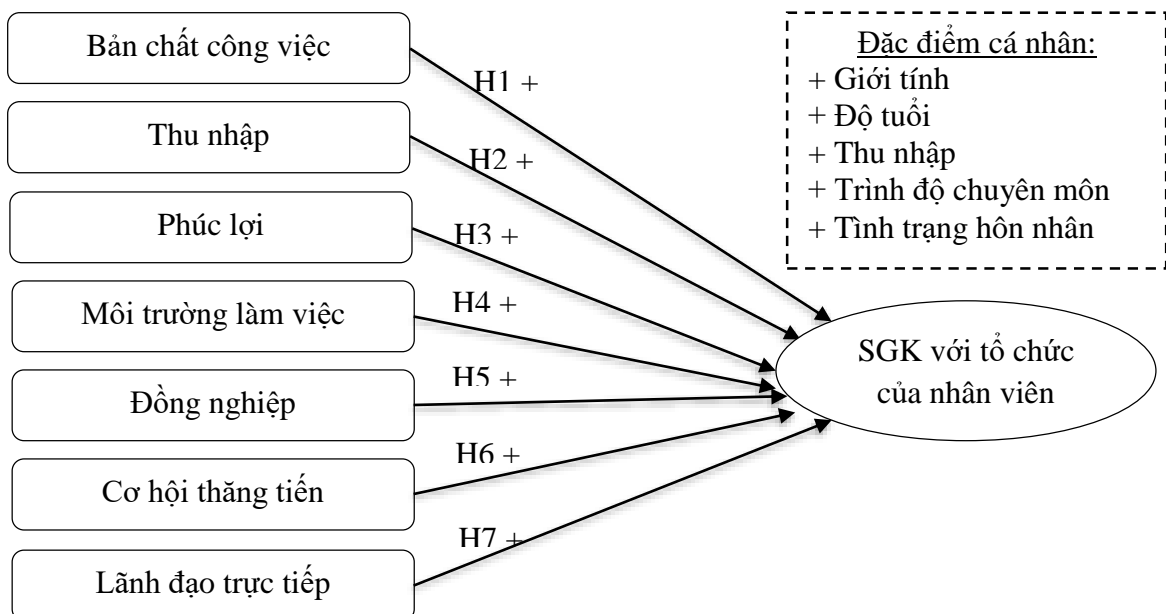 Bản chất công việc
Thu nhập
Phúc lợi
Môi trường làm việc
Đồng nghiệp
Cơ hội thăng tiến
Lãnh đạo trực tiếp
H1 +
H2 +
H3 +
H4 +
H5 +
H6 +
H7 +
Đặc điểm cá nhân:
+ Giới tính
+ Độ tuổi
+ Thu nhập
+ Trình độ chuyên môn
+ Tình trạng hôn nhân
SGK với tổ chức
của nhân viên